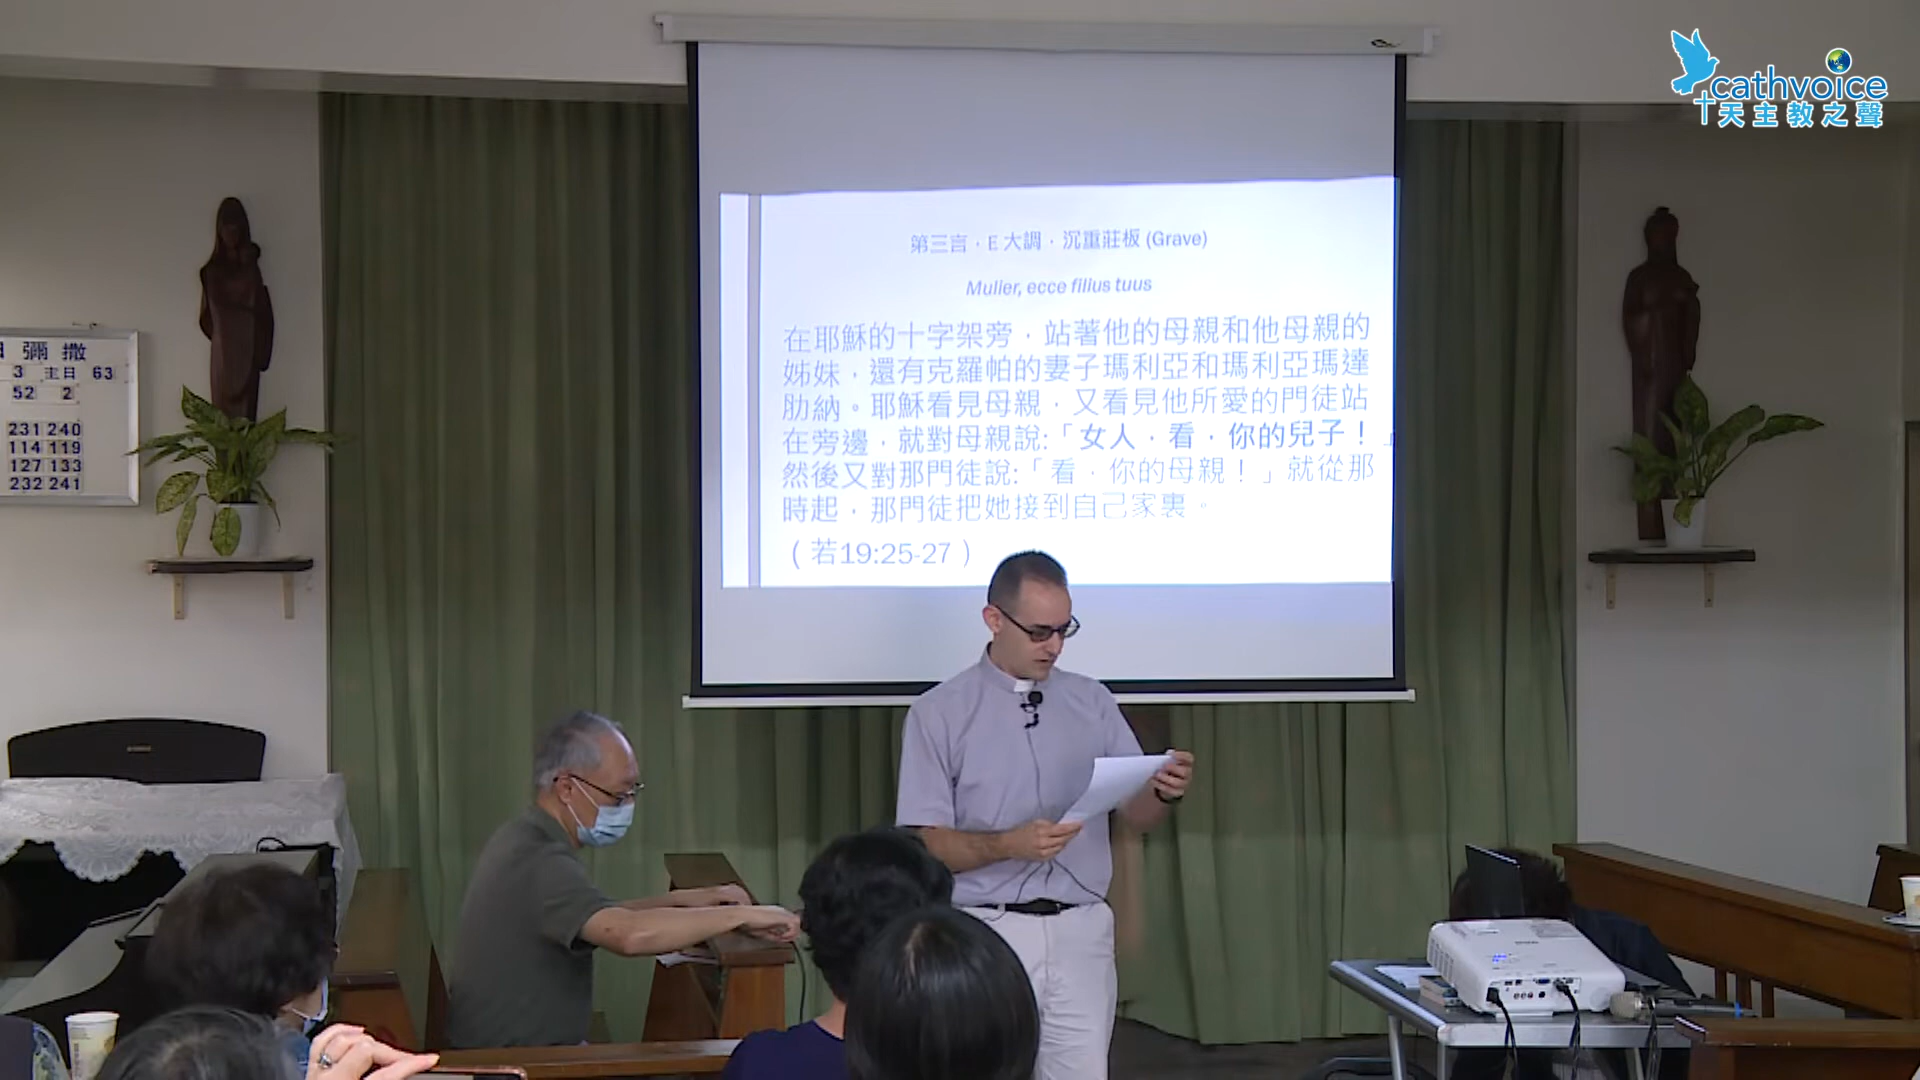 cathvoice
天主教之聲
第三言，E 大調，沉重莊板 (Grave)
Mulier, ecce filius tuus
在耶穌的十字架旁，站著他的母親和他母親的
姊妹，還有克羅帕的妻子瑪利亞和瑪利亞瑪達
肋納。耶穌看見母親，又看見他所愛的門徒站
在旁邊，就對母親說:「女人，看，你的兒子！」
然後又對那門徒說:「看，你的母親！」就從那
時起，那門徒把她接到自己家裏。
(若19:25-27)
彌撒
3 主日 63
52 2
231 240
114 119
127 133
232 241